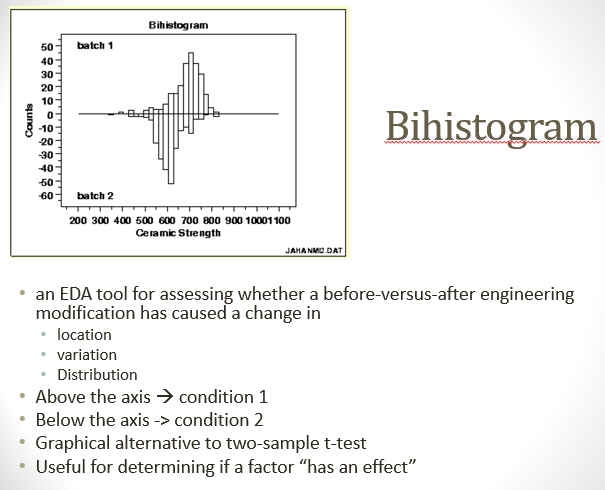 Bihistogram
batch 1
50
40
30
20
10
0
-10
-20
-30
-40
-50
-60
Counts
batch 2
200 300 400 500 600 700 800 900 1000 1100
Ceramic Strength
JAHANMI2.DAT
Bihistogram
• an EDA tool for assessing whether a before-versus-after engineering
modification has caused a change in
• location
• variation
• Distribution
• Above the axis → condition 1
• Below the axis -> condition 2
• Graphical alternative to two-sample t-test
• Useful for determining if a factor “has an effect”